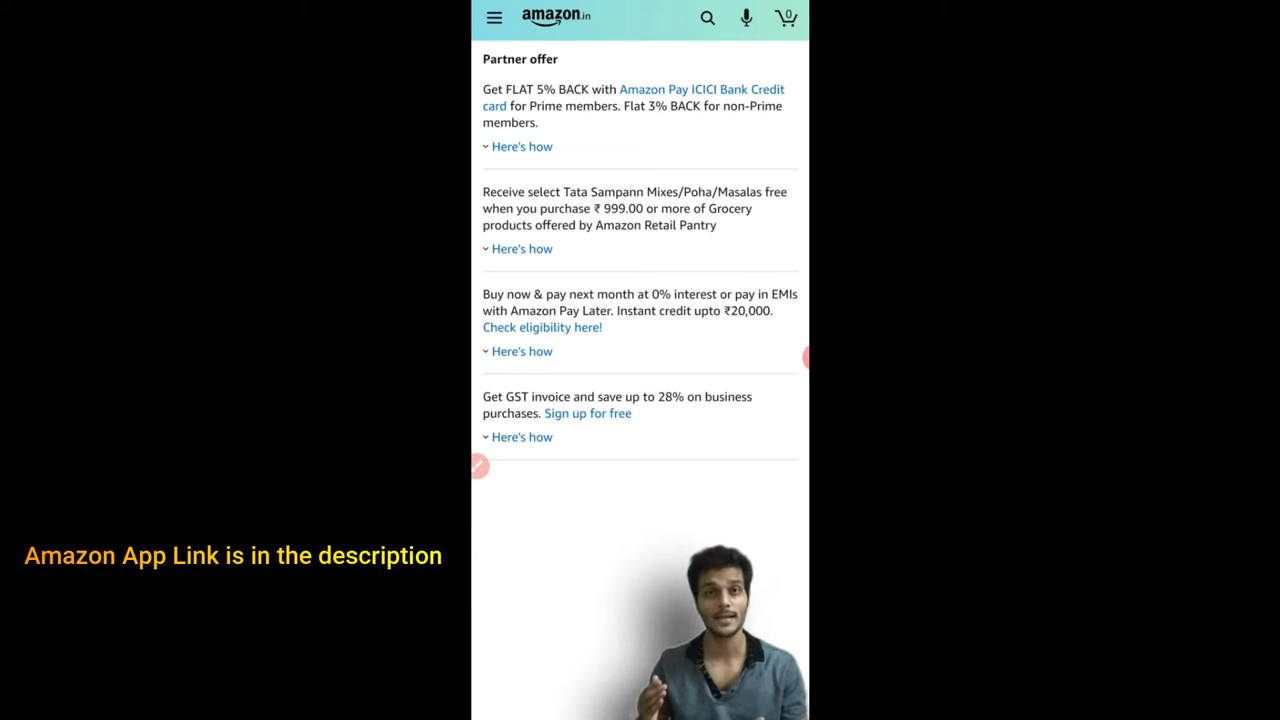 amazon.in
0
Partner offer
Get FLAT 5% BACK with Amazon Pay ICICI Bank Credit
card for Prime members. Flat 3% BACK for non-Prime
members.
Here's how
Receive select Tata Sampann Mixes/Poha/Masalas free
when you purchase ₹ 999.00 or more of Grocery
products offered by Amazon Retail Pantry
Here's how
Buy now & pay next month at 0% interest or pay in EMIs
with Amazon Pay Later. Instant credit upto ₹20,000.
Check eligibility here!
Here's how
Get GST invoice and save up to 28% on business
purchases. Sign up for free
Here's how
Amazon App Link is in the description